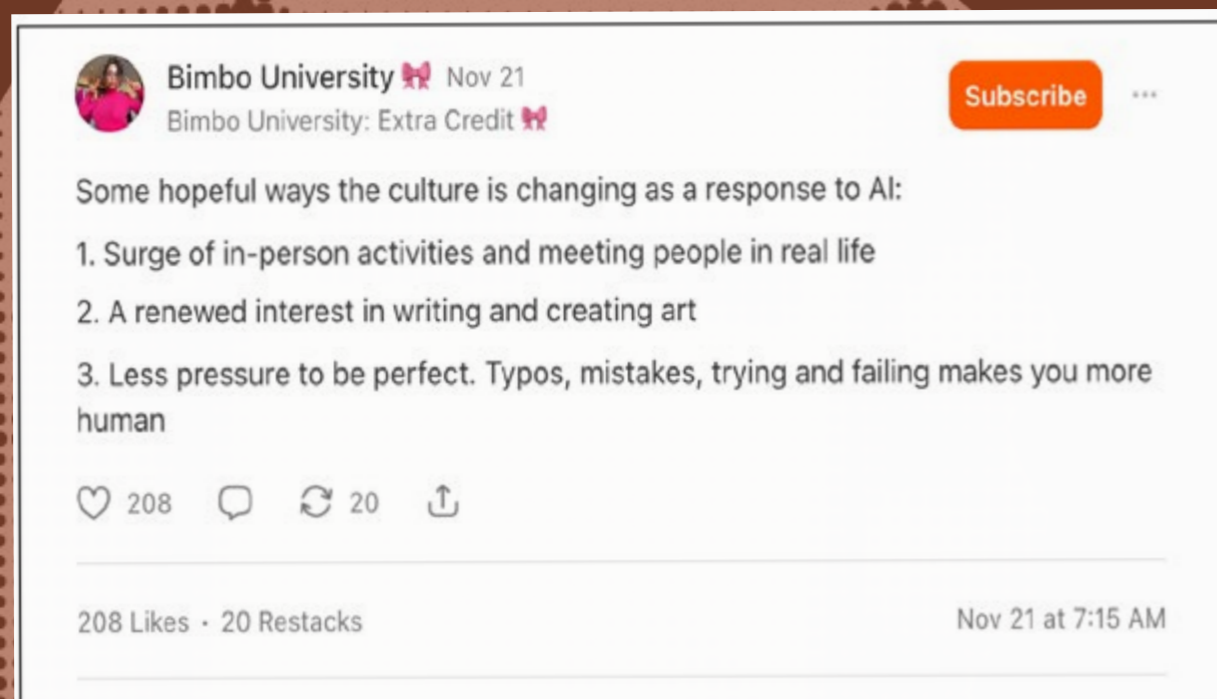 Bimbo University 🎀 Nov 21
Subscribe
Bimbo University: Extra Credit 🎀
Some hopeful ways the culture is changing as a response to AI:
1. Surge of in-person activities and meeting people in real life
2. A renewed interest in writing and creating art
3. Less pressure to be perfect. Typos, mistakes, trying and failing makes you more
human
208 20
208 Likes · 20 Restacks
Nov 21 at 7:15 AM